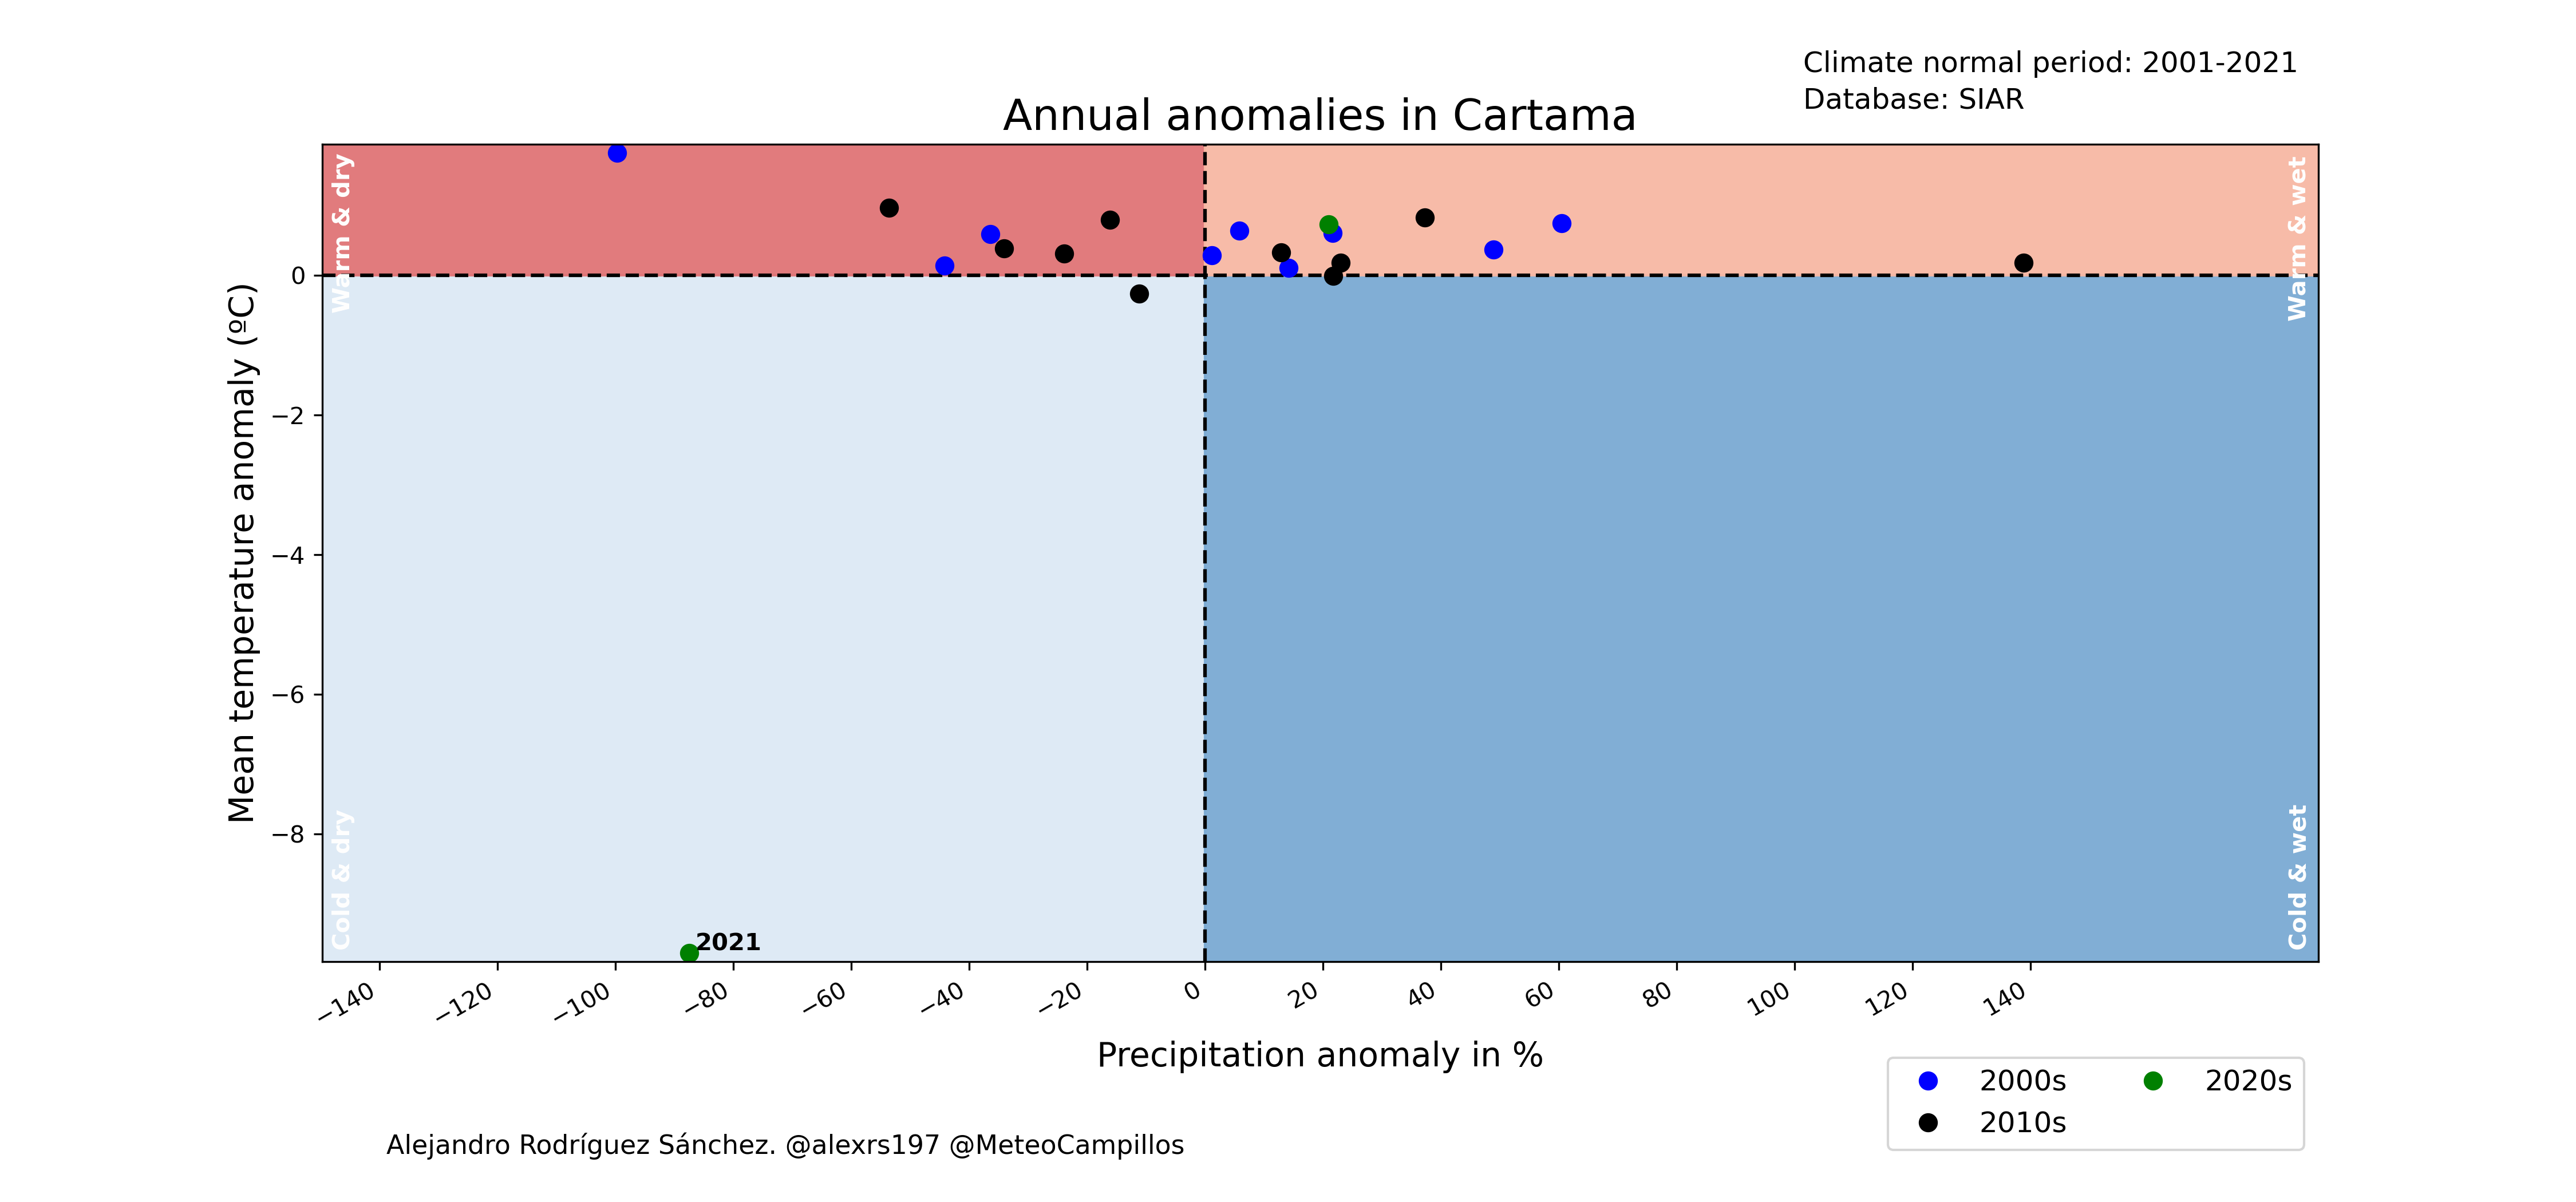 Climate normal period: 2001-2021
Database: SIAR
Annual anomalies in Cartama
Warm & dry
Warm & wet
Mean temperature anomaly (ºC)
0
−2
−4
−6
−8
Cold & dry
Cold & wet
2021
−140 −120 −100 −80 −60 −40 −20 0 20 40 60 80 100 120 140
Precipitation anomaly in %
2000s 2020s
2010s
Alejandro Rodríguez Sánchez. @alexrs197 @MeteoCampillos